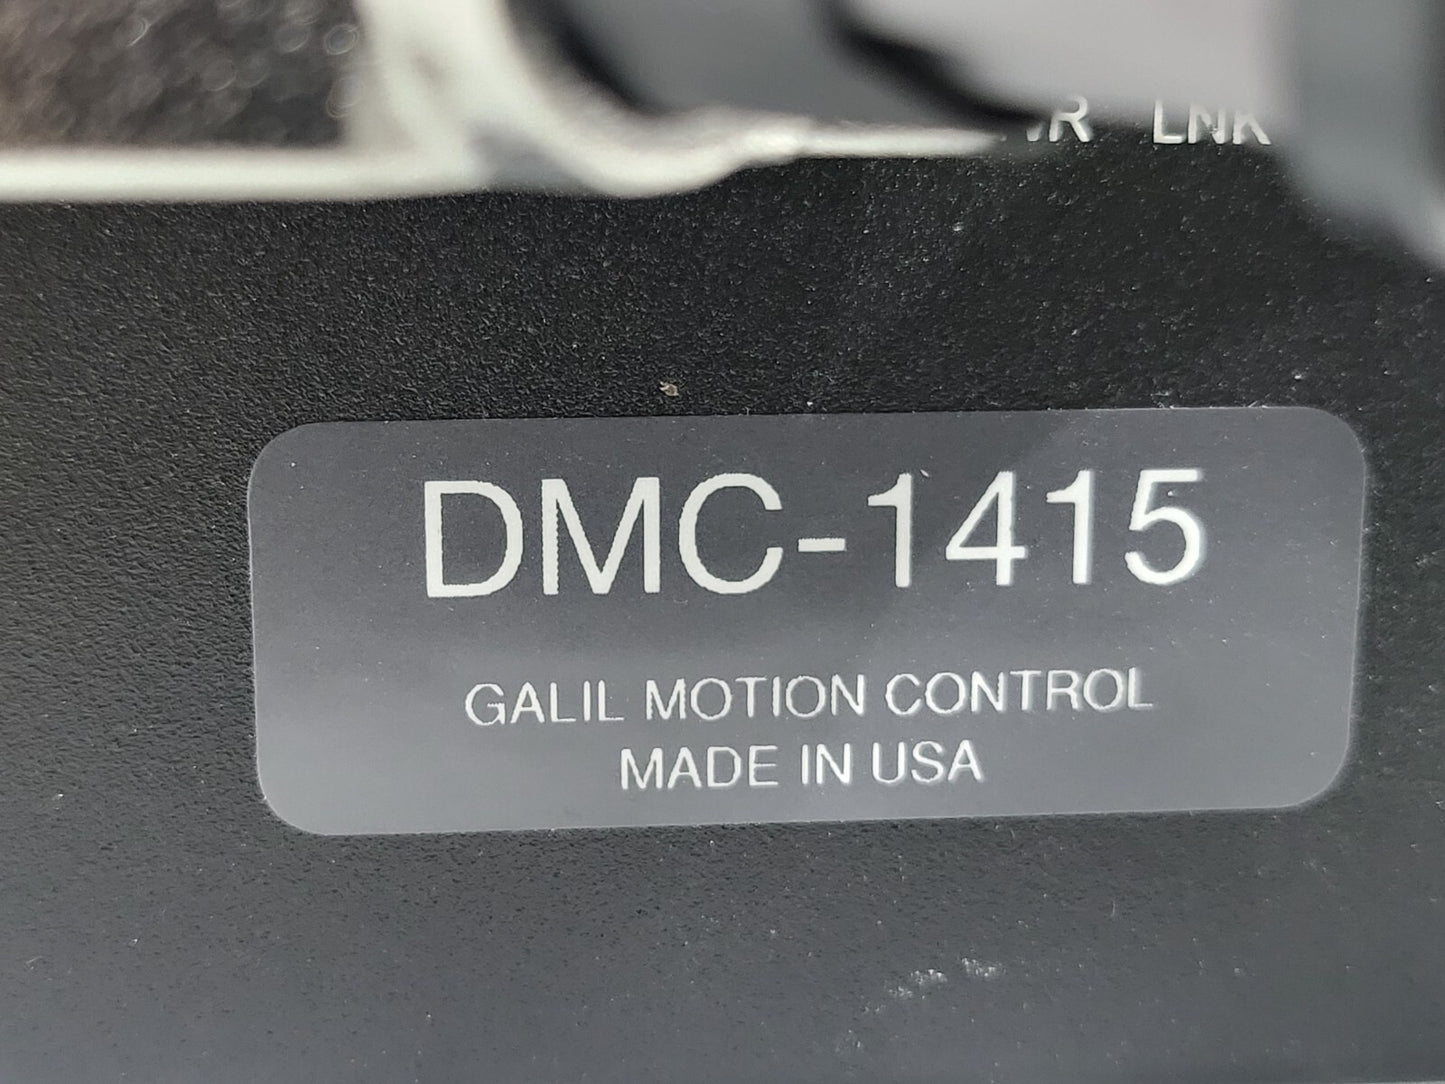 LNK
DMC-1415
GALIL MOTION CONTROL
MADE IN USA